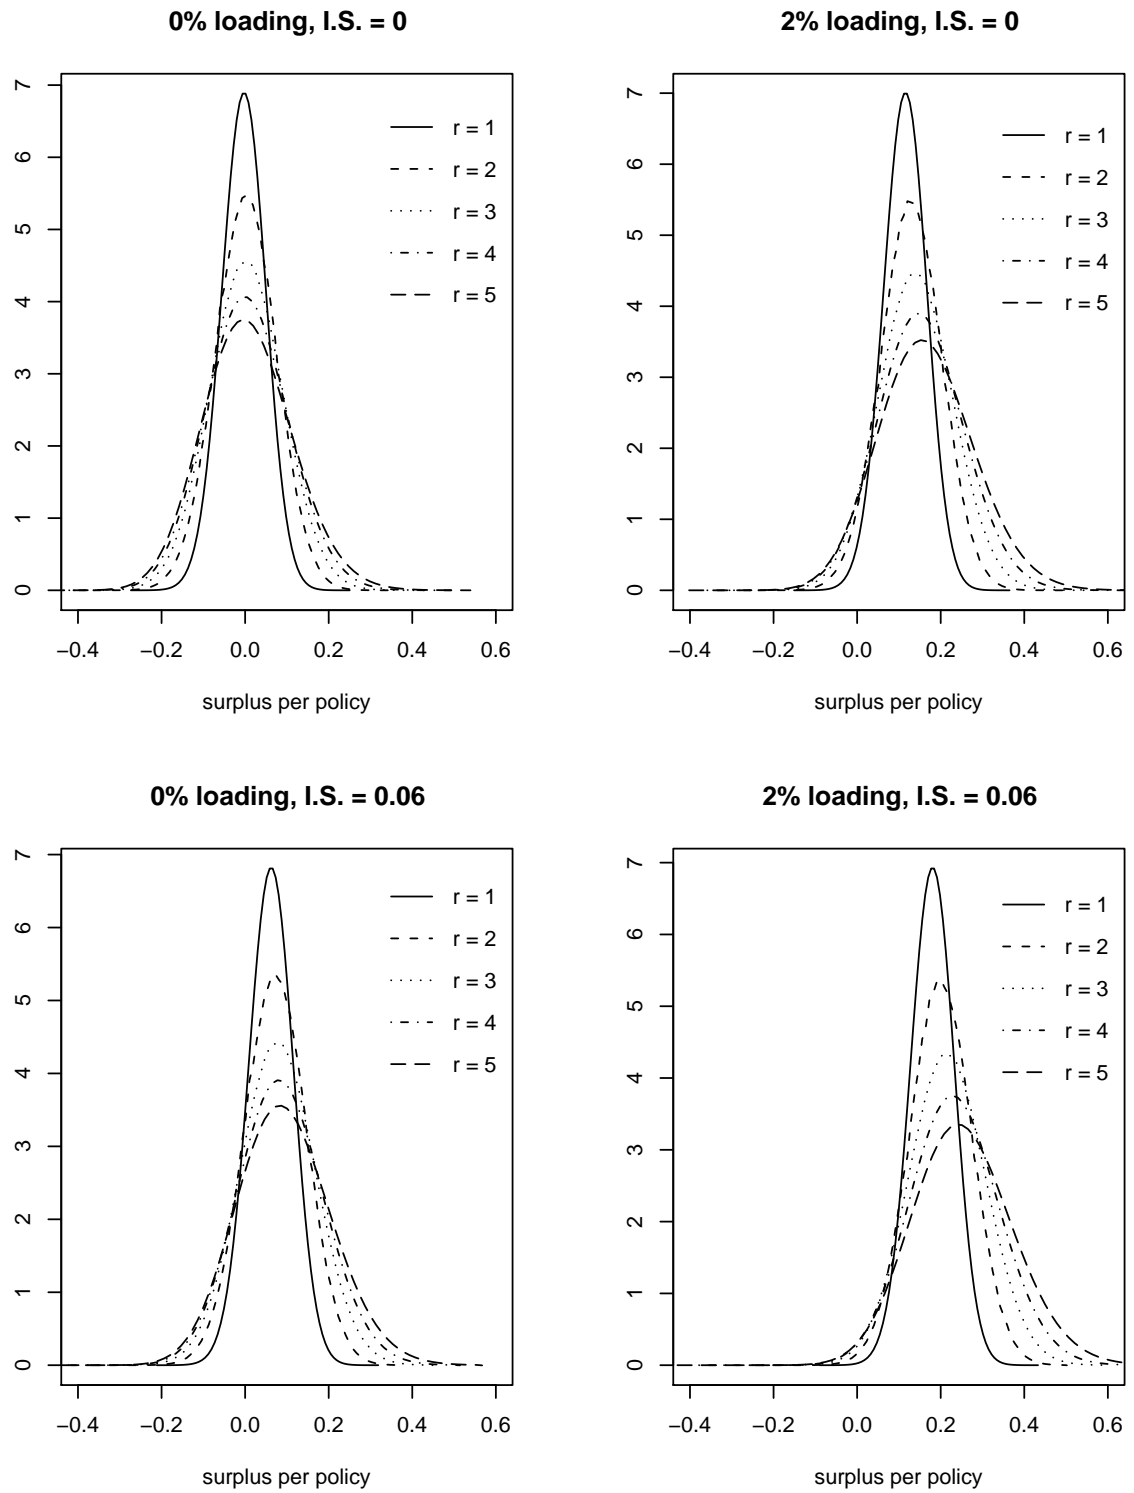 0% loading, I.S. = 0
7
6
5
4
3
2
1
0
r = 1
r = 2
r = 3
r = 4
r = 5
−0.4 −0.2 0.0 0.2 0.4 0.6
surplus per policy
2% loading, I.S. = 0
7
6
5
4
3
2
1
0
r = 1
r = 2
r = 3
r = 4
r = 5
−0.4 −0.2 0.0 0.2 0.4 0.6
surplus per policy
0% loading, I.S. = 0.06
7
6
5
4
3
2
1
0
r = 1
r = 2
r = 3
r = 4
r = 5
−0.4 −0.2 0.0 0.2 0.4 0.6
surplus per policy
2% loading, I.S. = 0.06
7
6
5
4
3
2
1
0
r = 1
r = 2
r = 3
r = 4
r = 5
−0.4 −0.2 0.0 0.2 0.4 0.6
surplus per policy